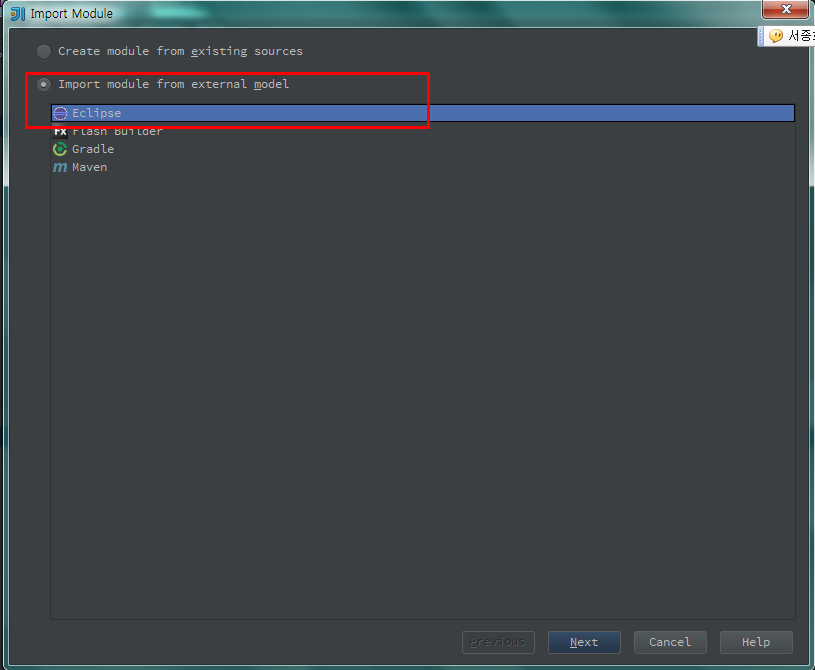 Import Module
서종
Create module from existing sources
Import module from external model
Eclipse
Flash Builder
Gradle
Maven
Previous
Next
Cancel
Help